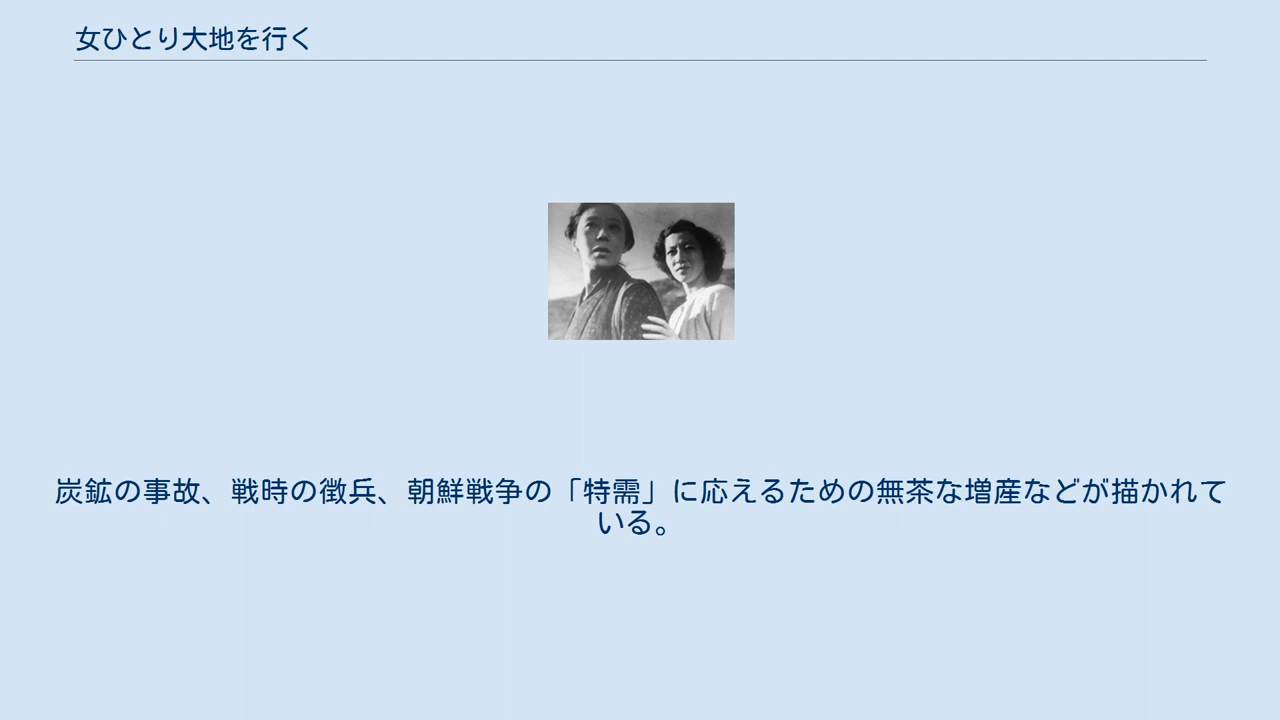 女ひとり大地を行く
炭鉱の事故、戦時の徴兵、朝鮮戦争の「特需」に応えるための無茶な増産などが描かれて
いる。